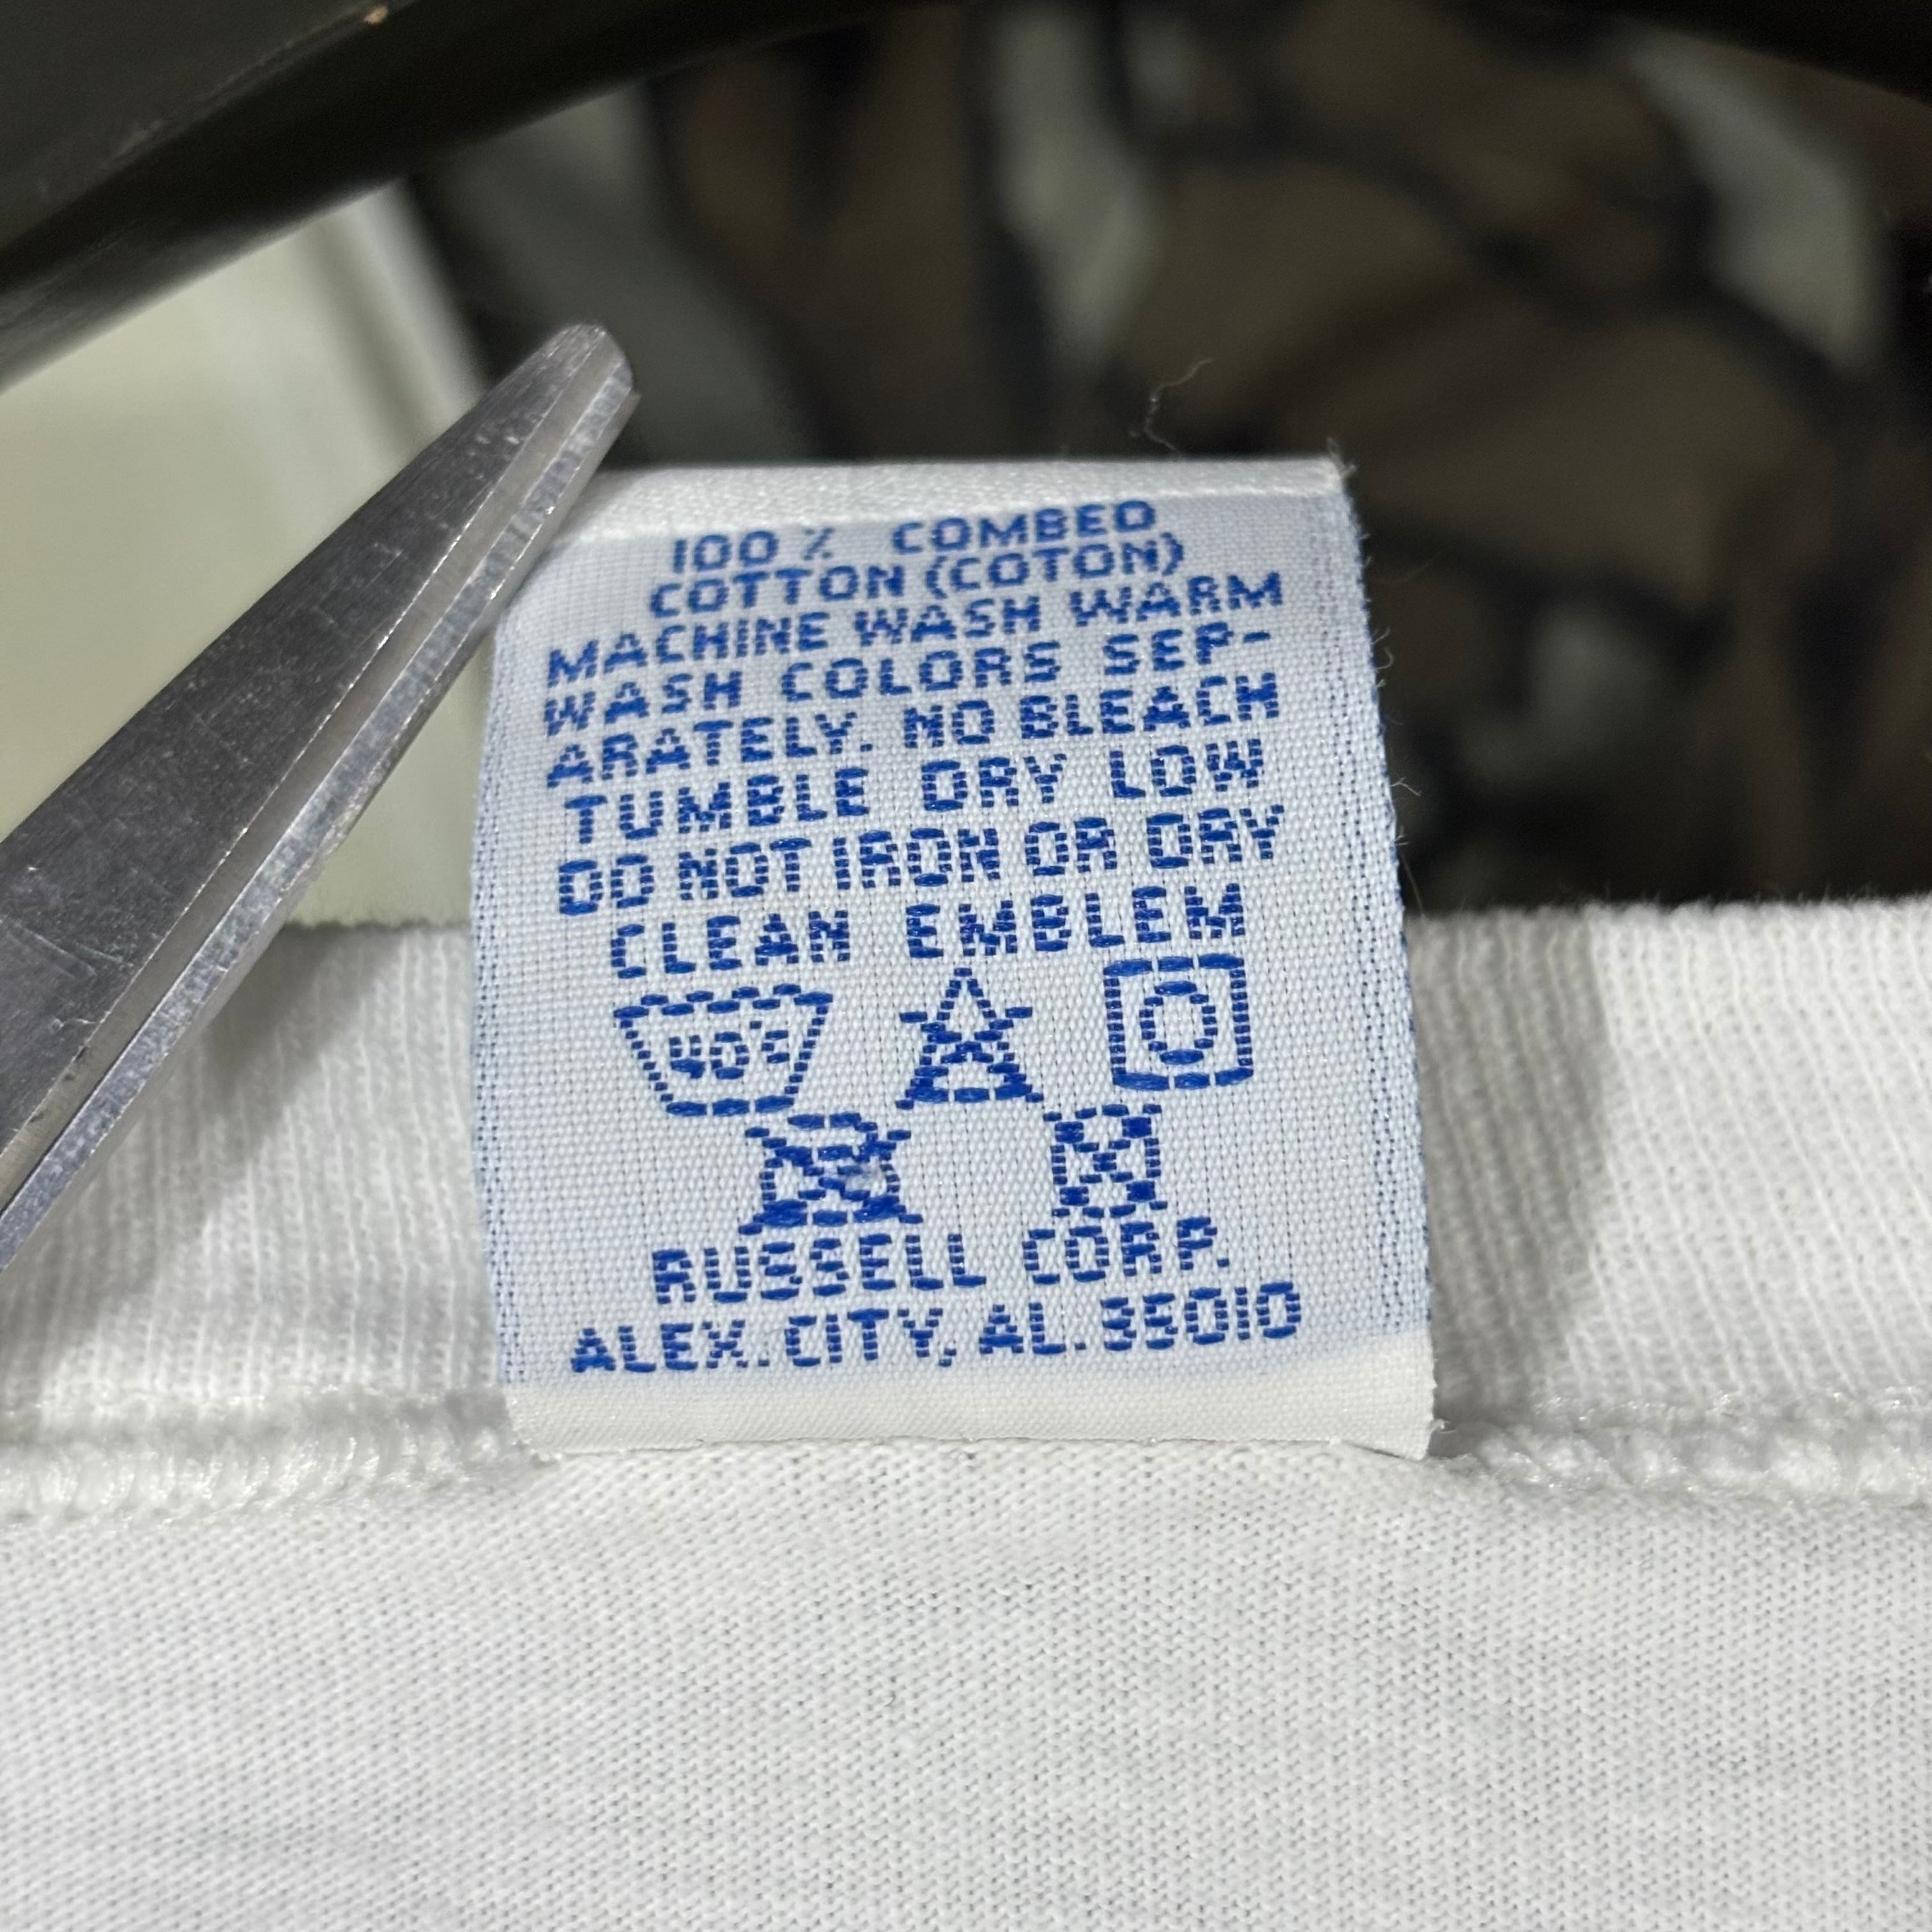 100% COMBED
COTTON (COTON)
MACHINE WASH WARM
WASH COLORS SEP-
ARATELY. NO BLEACH
TUMBLE DRY LOW
DO NOT IRON OR DRY
CLEAN EMBLEM
40°C
RUSSELL CORP.
ALEX. CITY, AL. 35010